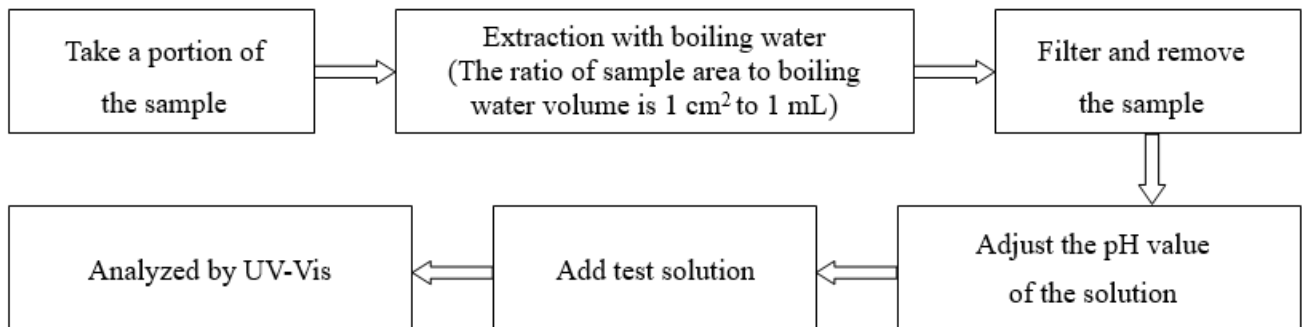 Take a portion of
the sample
Extraction with boiling water
(The ratio of sample area to boiling
water volume is 1 cm² to 1 mL)
Filter and remove
the sample
Adjust the pH value
of the solution
Add test solution
Analyzed by UV-Vis